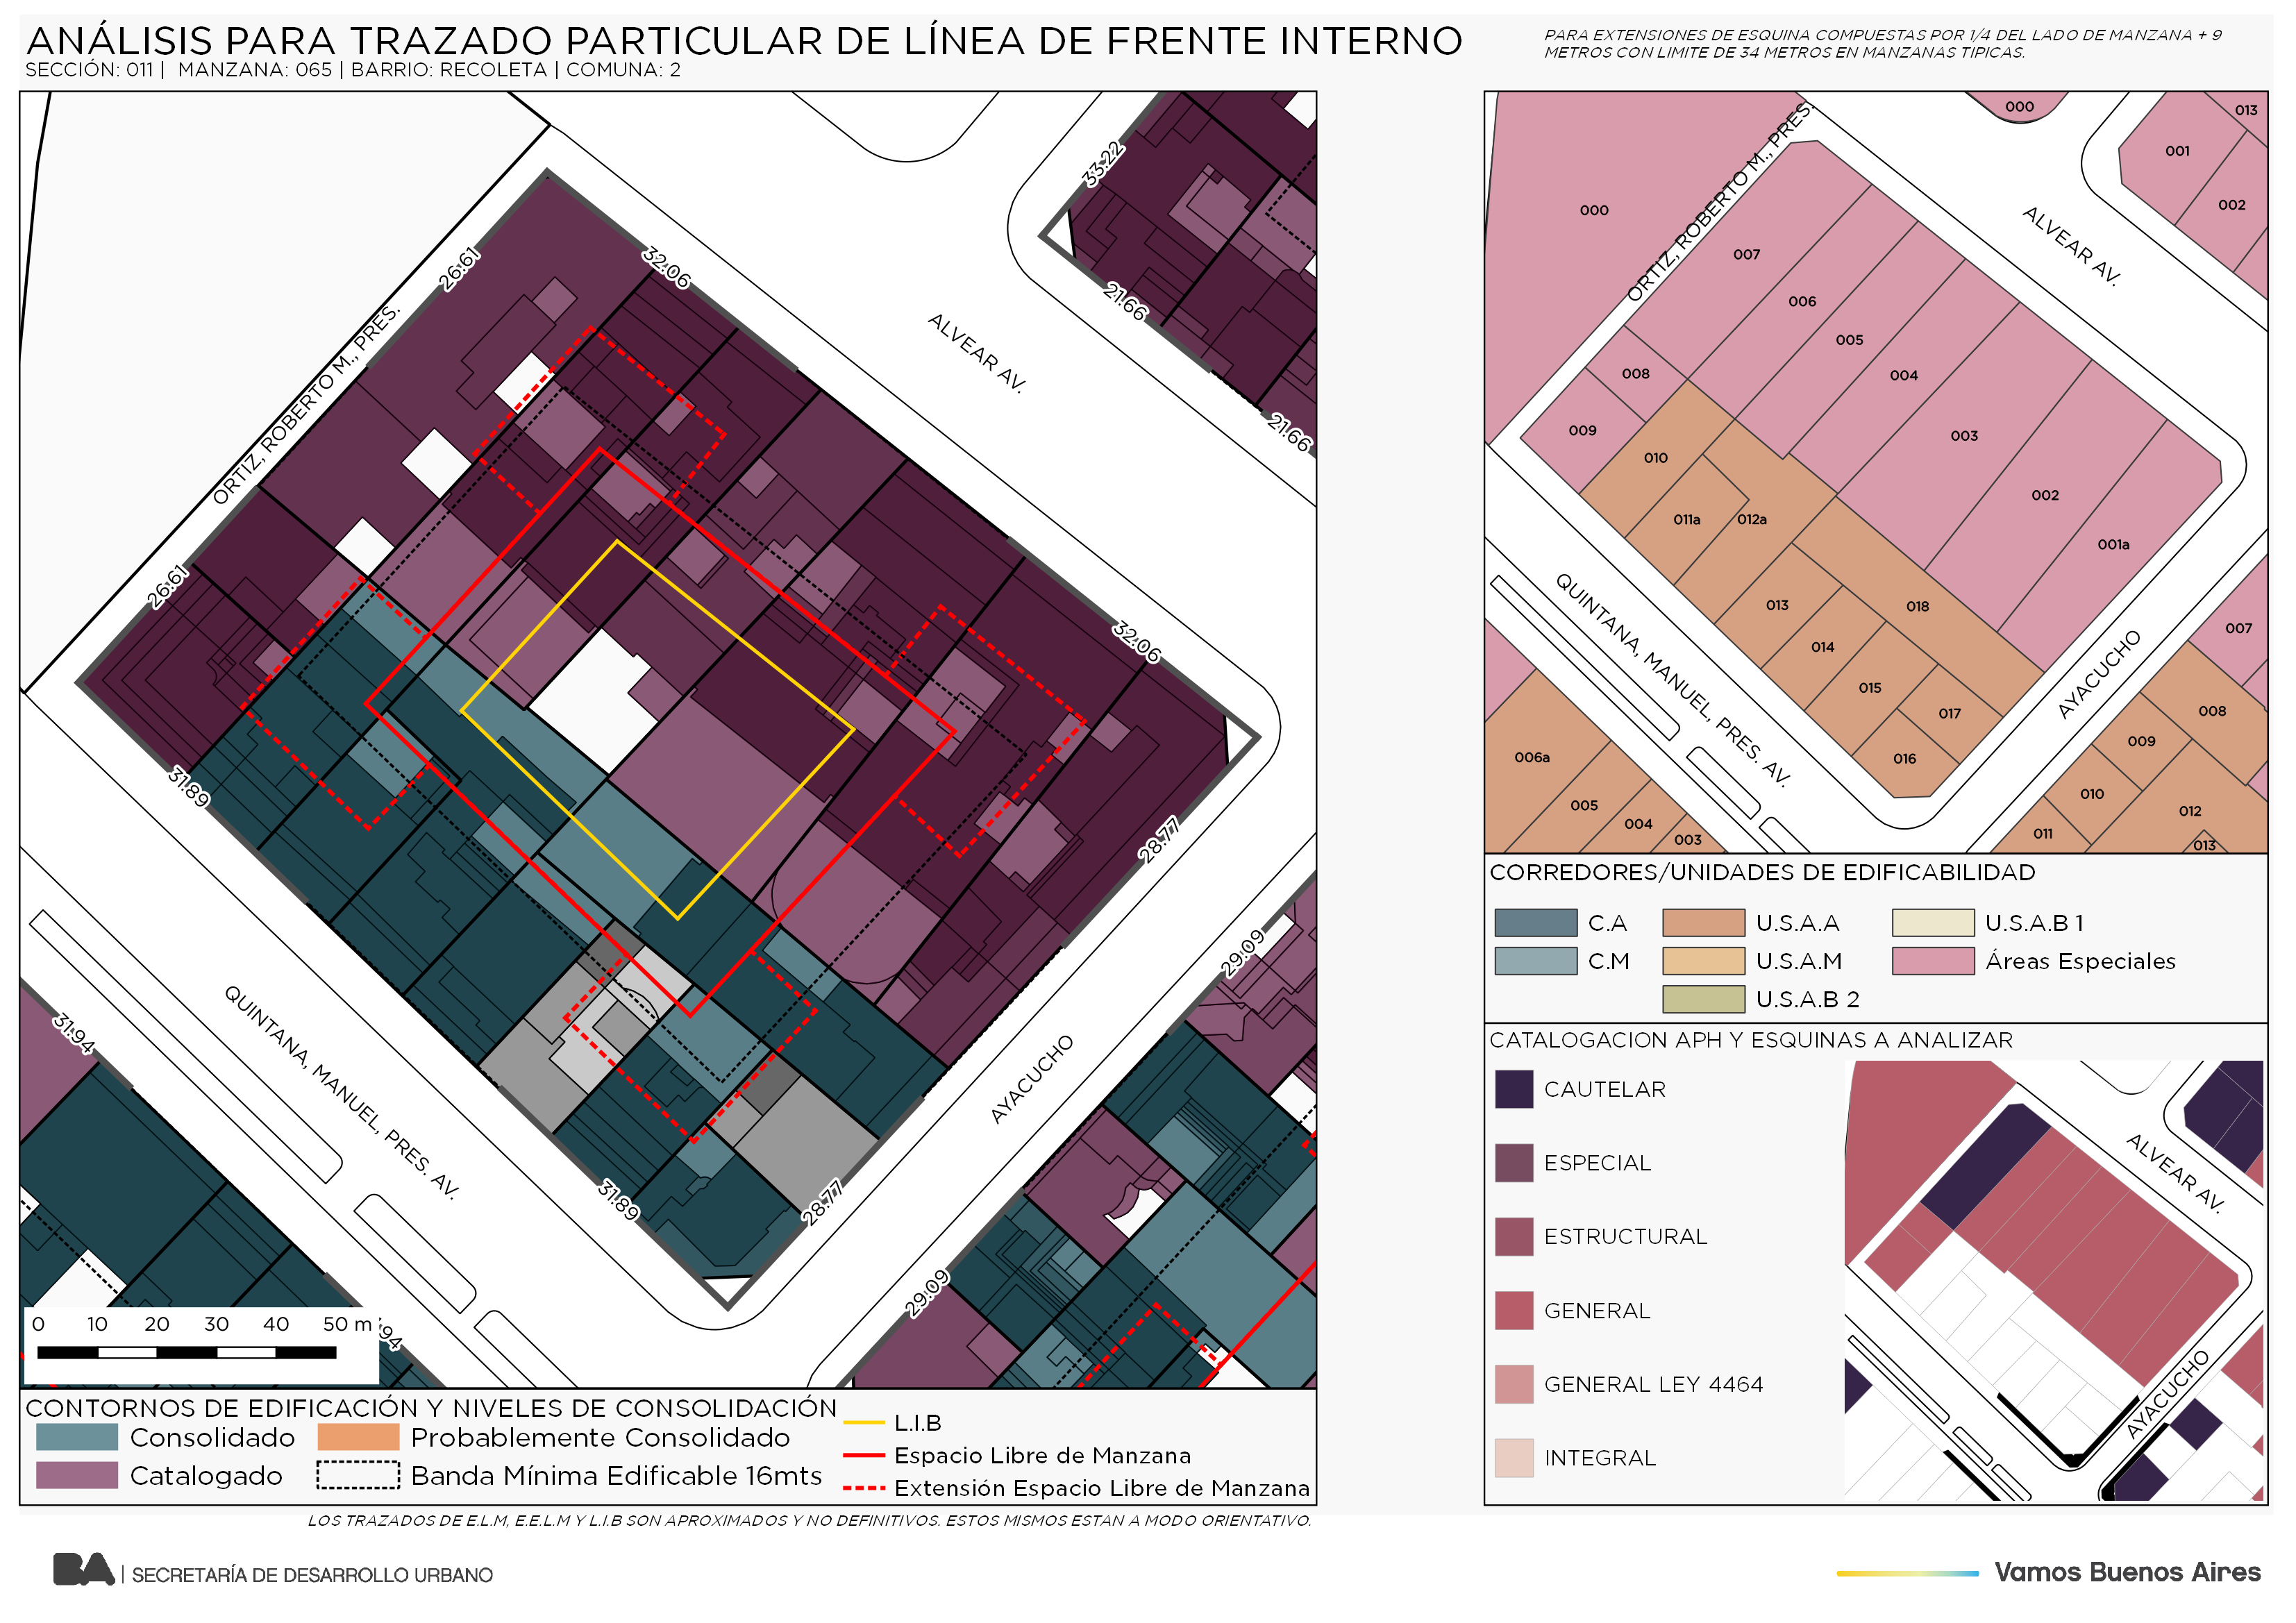 ANÁLISIS PARA TRAZADO PARTICULAR DE LÍNEA DE FRENTE INTERNO
SECCIÓN: 011 | MANZANA: 065 | BARRIO: RECOLETA | COMUNA: 2
PARA EXTENSIONES DE ESQUINA COMPUESTAS POR 1/4 DEL LADO DE MANZANA + 9
METROS CON LIMITE DE 34 METROS EN MANZANAS TIPICAS.
33.22
26.61
32.06
21.66
21.66
ALVEAR AV.
ORTIZ, ROBERTO M., PRES.
26.61
32.06
31.89
28.77
29.09
31.94
QUINTANA, MANUEL, PRES. AV.
AYACUCHO
31.89
28.77
29.09
94
0 10 20 30 40 50 m
CONTORNOS DE EDIFICACIÓN Y NIVELES DE CONSOLIDACIÓN
Consolidado
Catalogado
Probablemente Consolidado
Banda Mínima Edificable 16mts
L.I.B
Espacio Libre de Manzana
Extensión Espacio Libre de Manzana
LOS TRAZADOS DE E.L.M, E.E.L.M Y L.I.B SON APROXIMADOS Y NO DEFINITIVOS. ESTOS MISMOS ESTAN A MODO ORIENTATIVO.
000
013
001
002
000
ORTIZ, ROBERTO M., PRES.
ALVEAR AV.
007
006
005
004
008
009
003
010
002
011a
012a
001a
013
018
014
015
017
016
QUINTANA, MANUEL, PRES. AV.
AYACUCHO
007
008
009
010
012
011
013
006a
005
004
003
CORREDORES/UNIDADES DE EDIFICABILIDAD
C.A
C.M
U.S.A.A
U.S.A.M
U.S.A.B 2
U.S.A.B 1
Áreas Especiales
CATALOGACION APH Y ESQUINAS A ANALIZAR
CAUTELAR
ESPECIAL
ESTRUCTURAL
GENERAL
GENERAL LEY 4464
INTEGRAL
ALVEAR AV.
AYACUCHO
BA | SECRETARÍA DE DESARROLLO URBANO
Vamos Buenos Aires